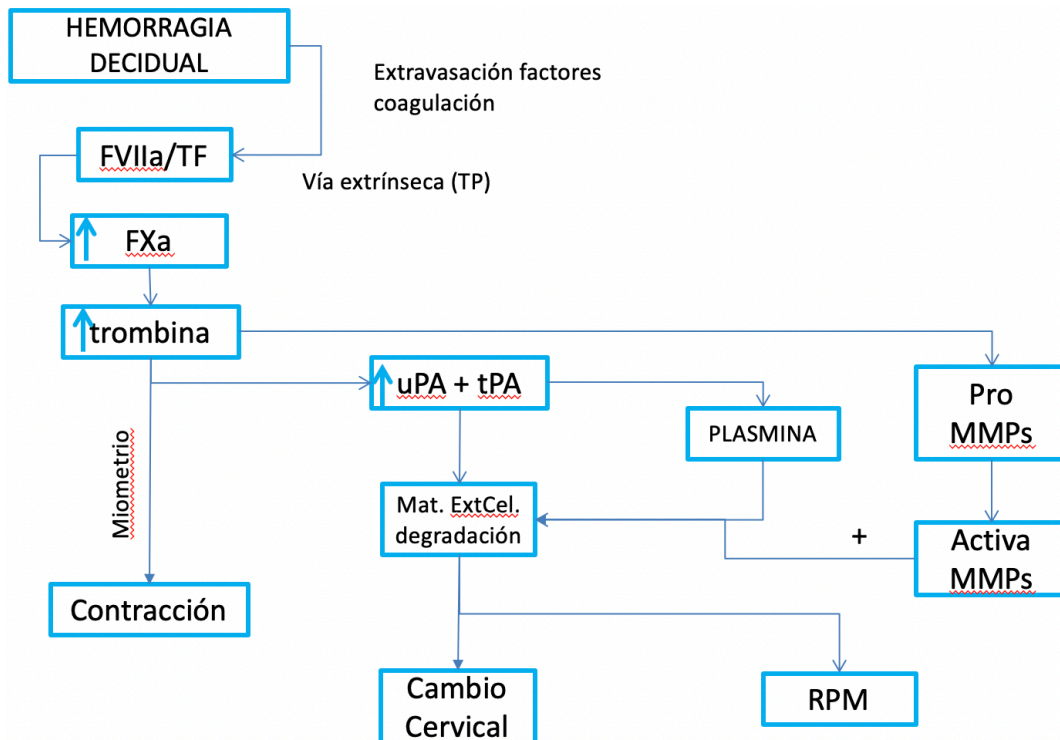 HEMORRAGIA
DECIDUAL
Extravasación factores
coagulación
FVIIa/TF
Vía extrínseca (TP)
FXa
trombina
uPA + tPA
Pro
MMPs
PLASMINA
Miometrio
Mat. ExtCel.
degradación
+
Activa
MMPs
Contracción
Cambio
Cervical
RPM